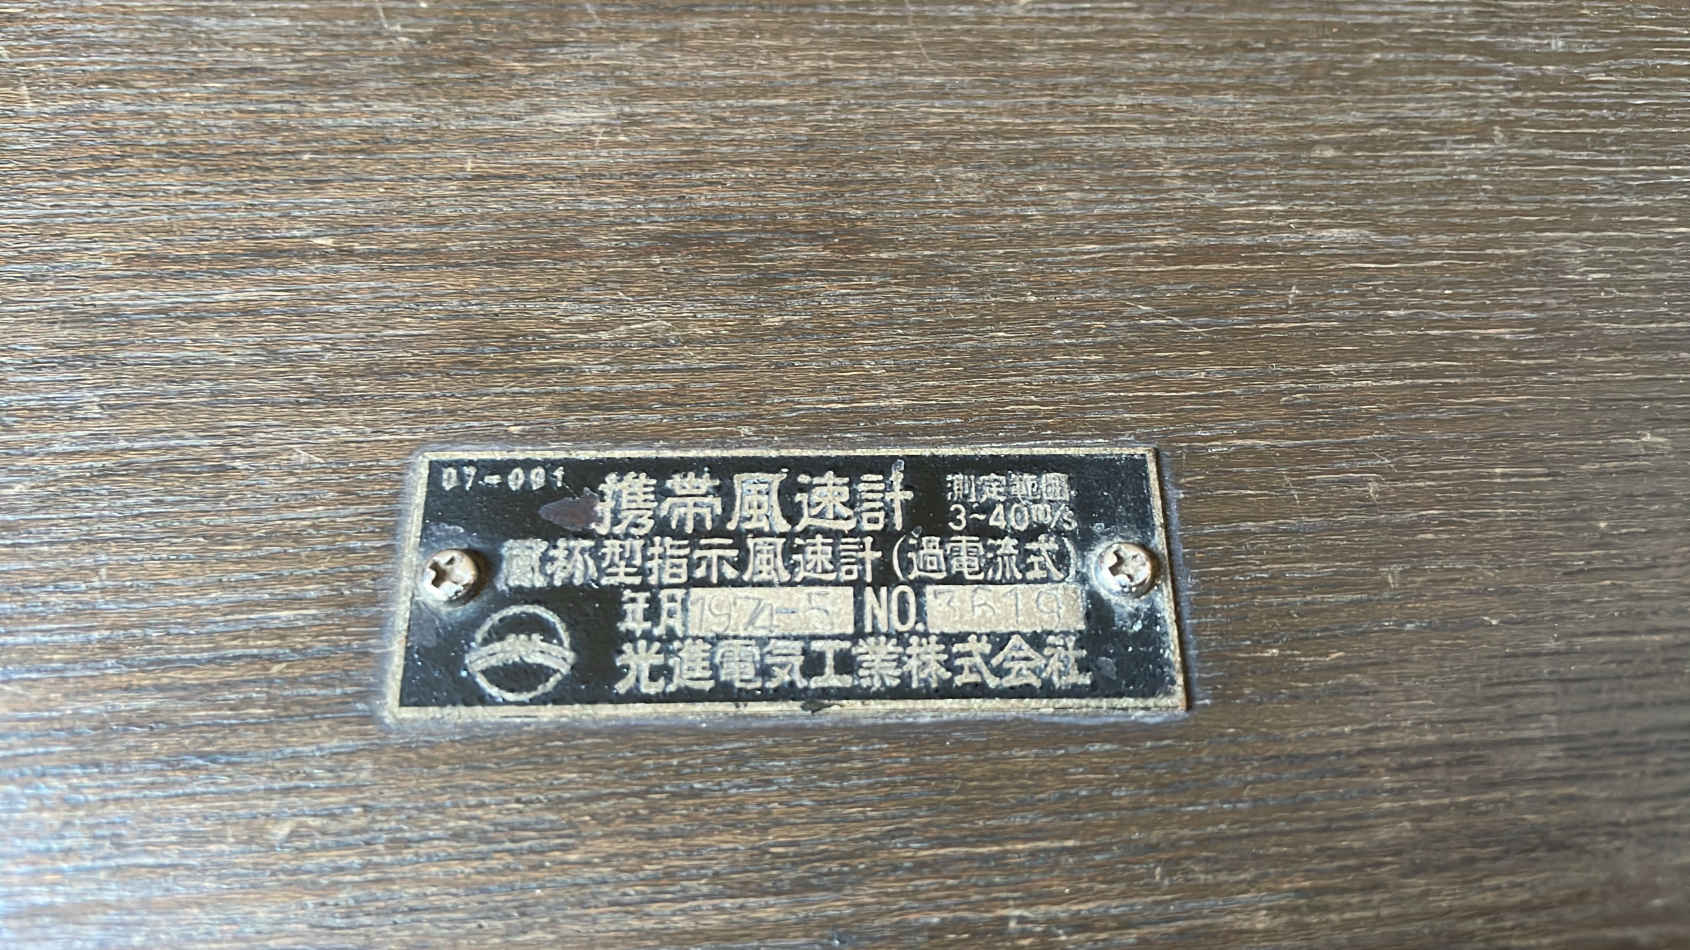 07-001
携帯風速計
測定範囲
3~40m/s
風杯型指示風速計(過電流式)
年月 197 -5 NO. 3619
光進電気工業株式会社